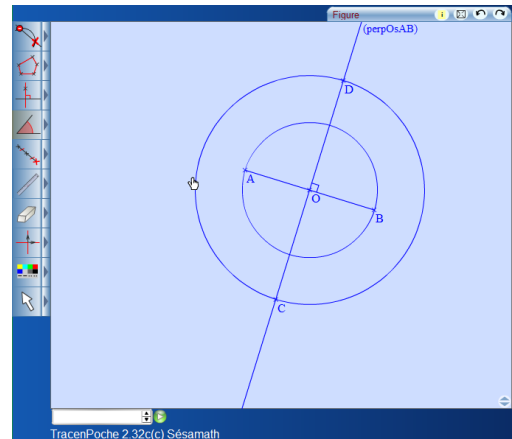 Figure
(perpOsAB)
D
A
O
B
C
TracenPoche 2.32c(c) Sésamath